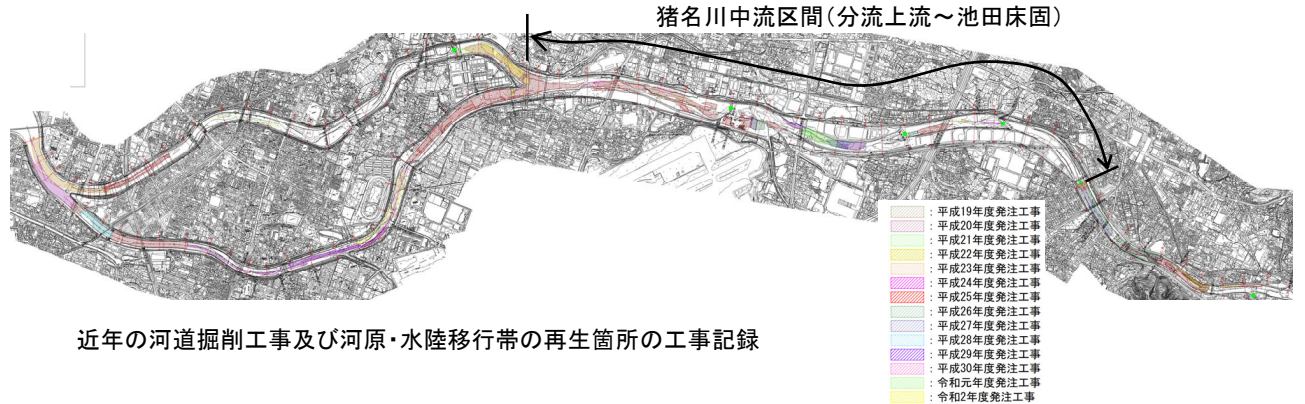 猪名川中流区間(分流上流～池田床固)
：平成19年度発注工事
：平成20年度発注工事
：平成21年度発注工事
：平成22年度発注工事
：平成23年度発注工事
：平成24年度発注工事
：平成25年度発注工事
：平成26年度発注工事
：平成27年度発注工事
：平成28年度発注工事
：平成29年度発注工事
：平成30年度発注工事
：令和元年度発注工事
：令和2年度発注工事
近年の河道掘削工事及び河原・水陸移行帯の再生箇所の工事記録